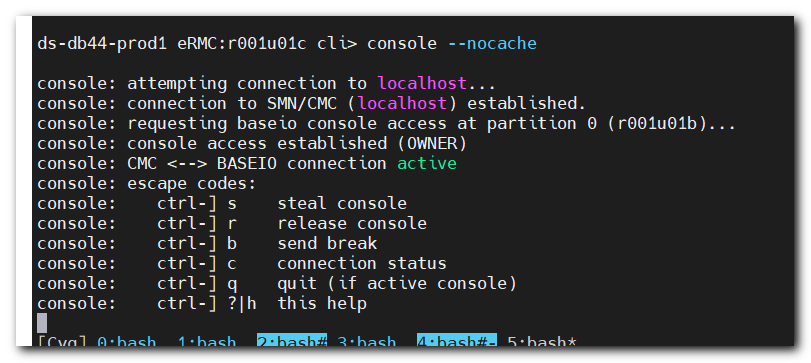 ds-db44-prod1 eRMC:r001u01c cli> console --nocache
console: attempting connection to localhost...
console: connection to SMN/CMC (localhost) established.
console: requesting baseio console access at partition 0 (r001u01b)...
console: console access established (OWNER)
console: CMC <--> BASEIO connection active
console: escape codes:
console:    ctrl-] s    steal console
console:    ctrl-] r    release console
console:    ctrl-] b    send break
console:    ctrl-] c    connection status
console:    ctrl-] q    quit (if active console)
console:    ctrl-] ?|h  this help
[Cyg] 0:bash  1:bash  2:bash# 3:bash  4:bash#- 5:bash*